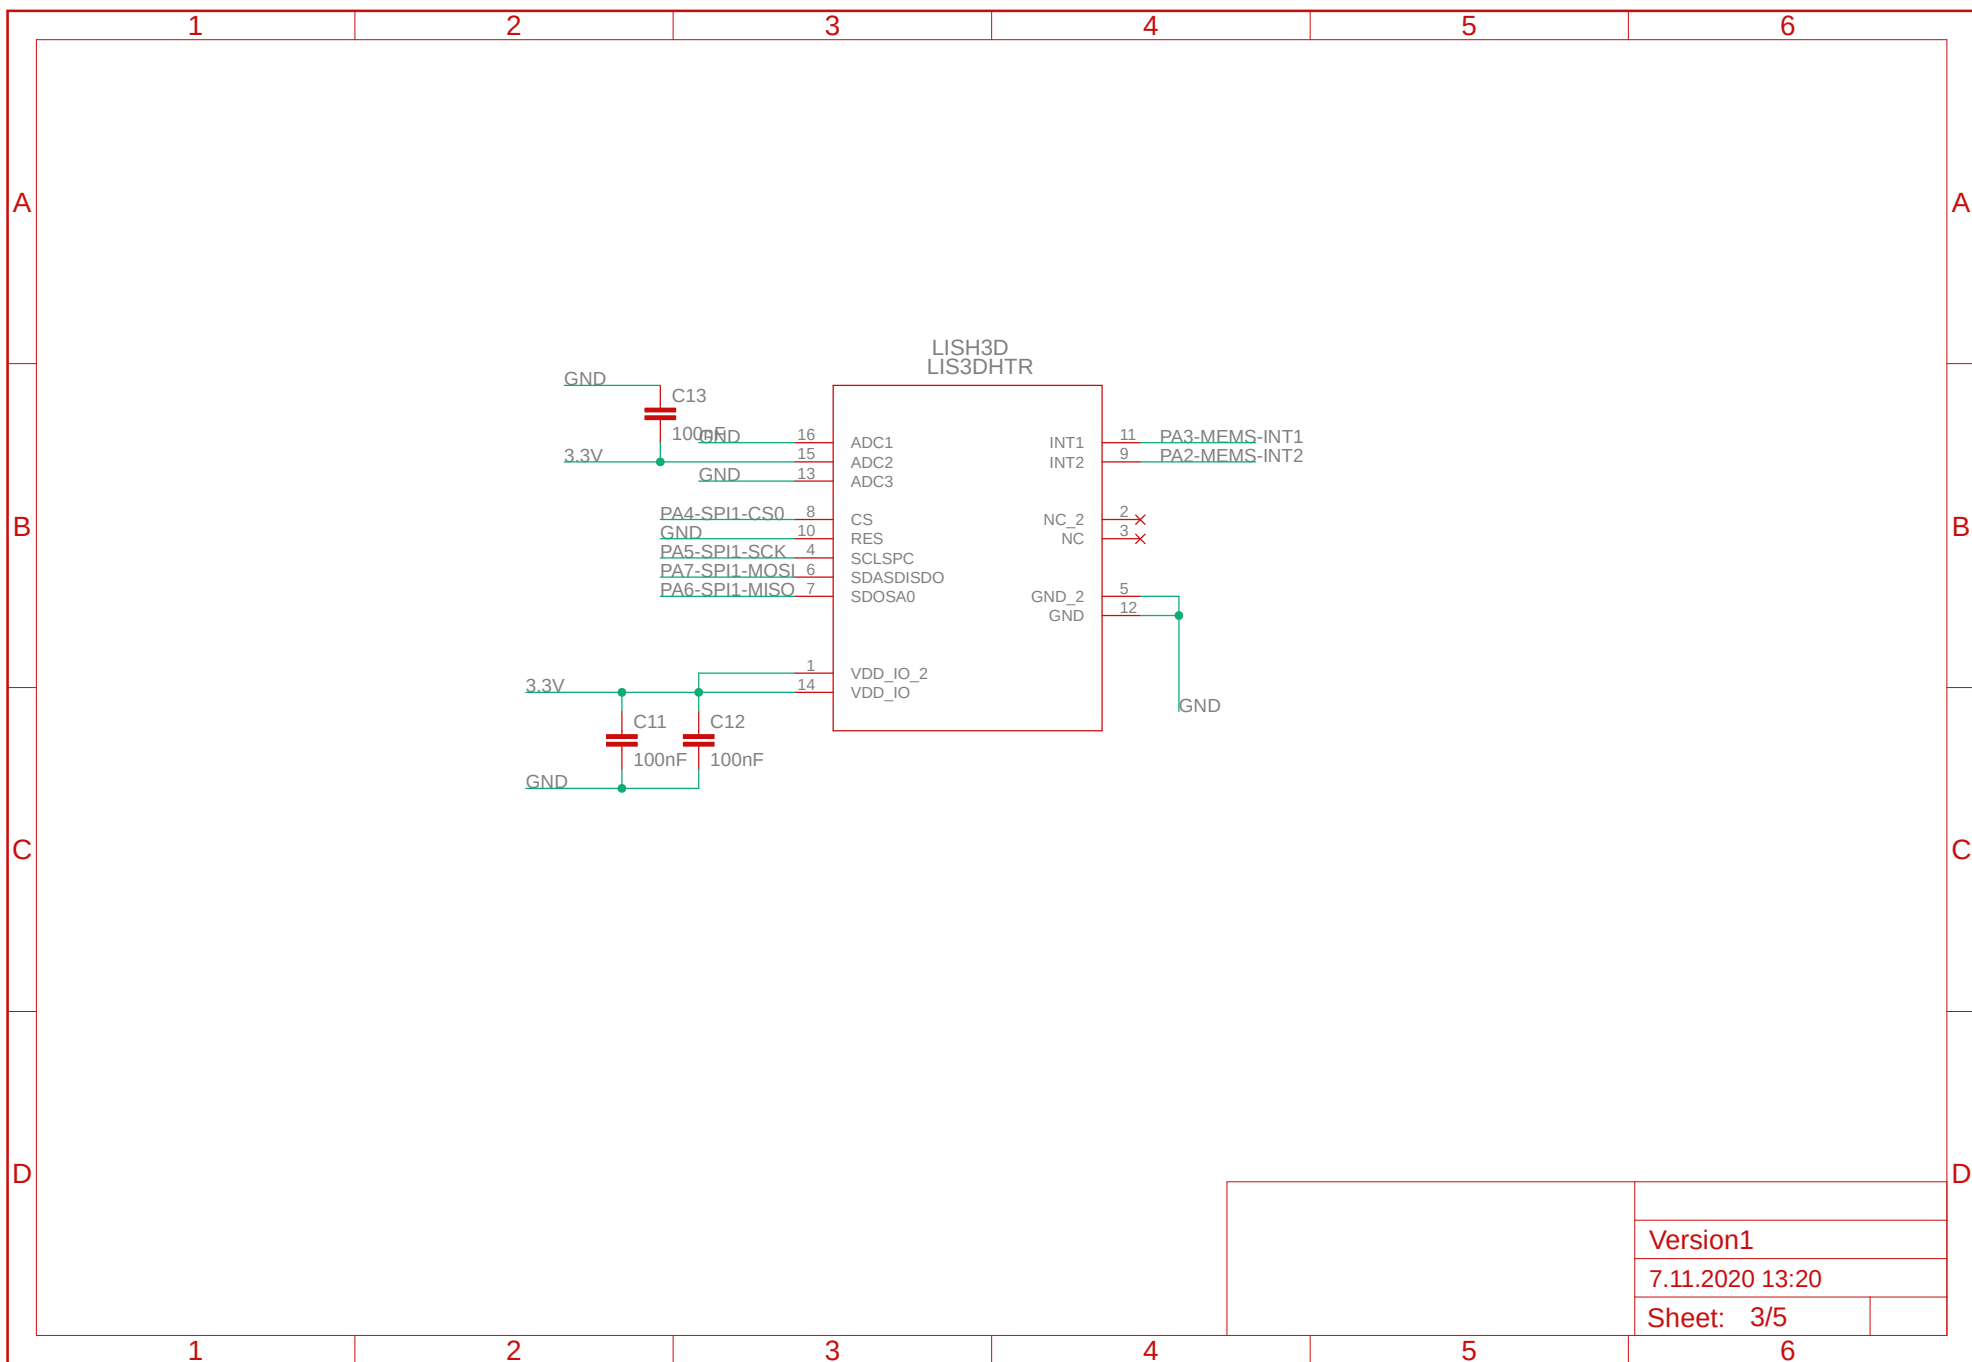 1 2 3 4 5 6
A A
LISH3D
LIS3DHTR
GND
C13
100nF
GND 16 ADC1
3.3V 15 ADC2
GND 13 ADC3
INT1 11 PA3-MEMS-INT1
INT2 9 PA2-MEMS-INT2
B B
PA4-SPI1-CS0 8 CS
GND 10 RES
PA5-SPI1-SCK 4 SCLSPC
PA7-SPI1-MOSI 6 SDASDISDO
PA6-SPI1-MISO 7 SDOSA0
NC_2 2
NC 3
GND_2 5
GND 12
GND
1 VDD_IO_2
3.3V 14 VDD_IO
C11 C12
100nF 100nF
GND
C C
D D
Version1
7.11.2020 13:20
Sheet: 3/5
1 2 3 4 5 6